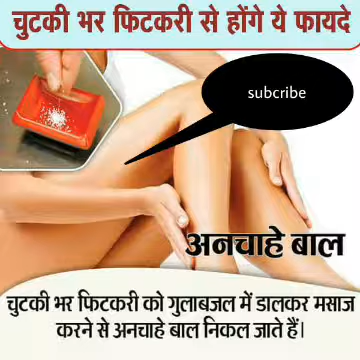 चुटकी भर फिटकरी से होंगे ये फायदे
subcribe
अनचाहे बाल
चुटकी भर फिटकरी को गुलाबजल में डालकर मसाज
करने से अनचाहे बाल निकल जाते हैं।